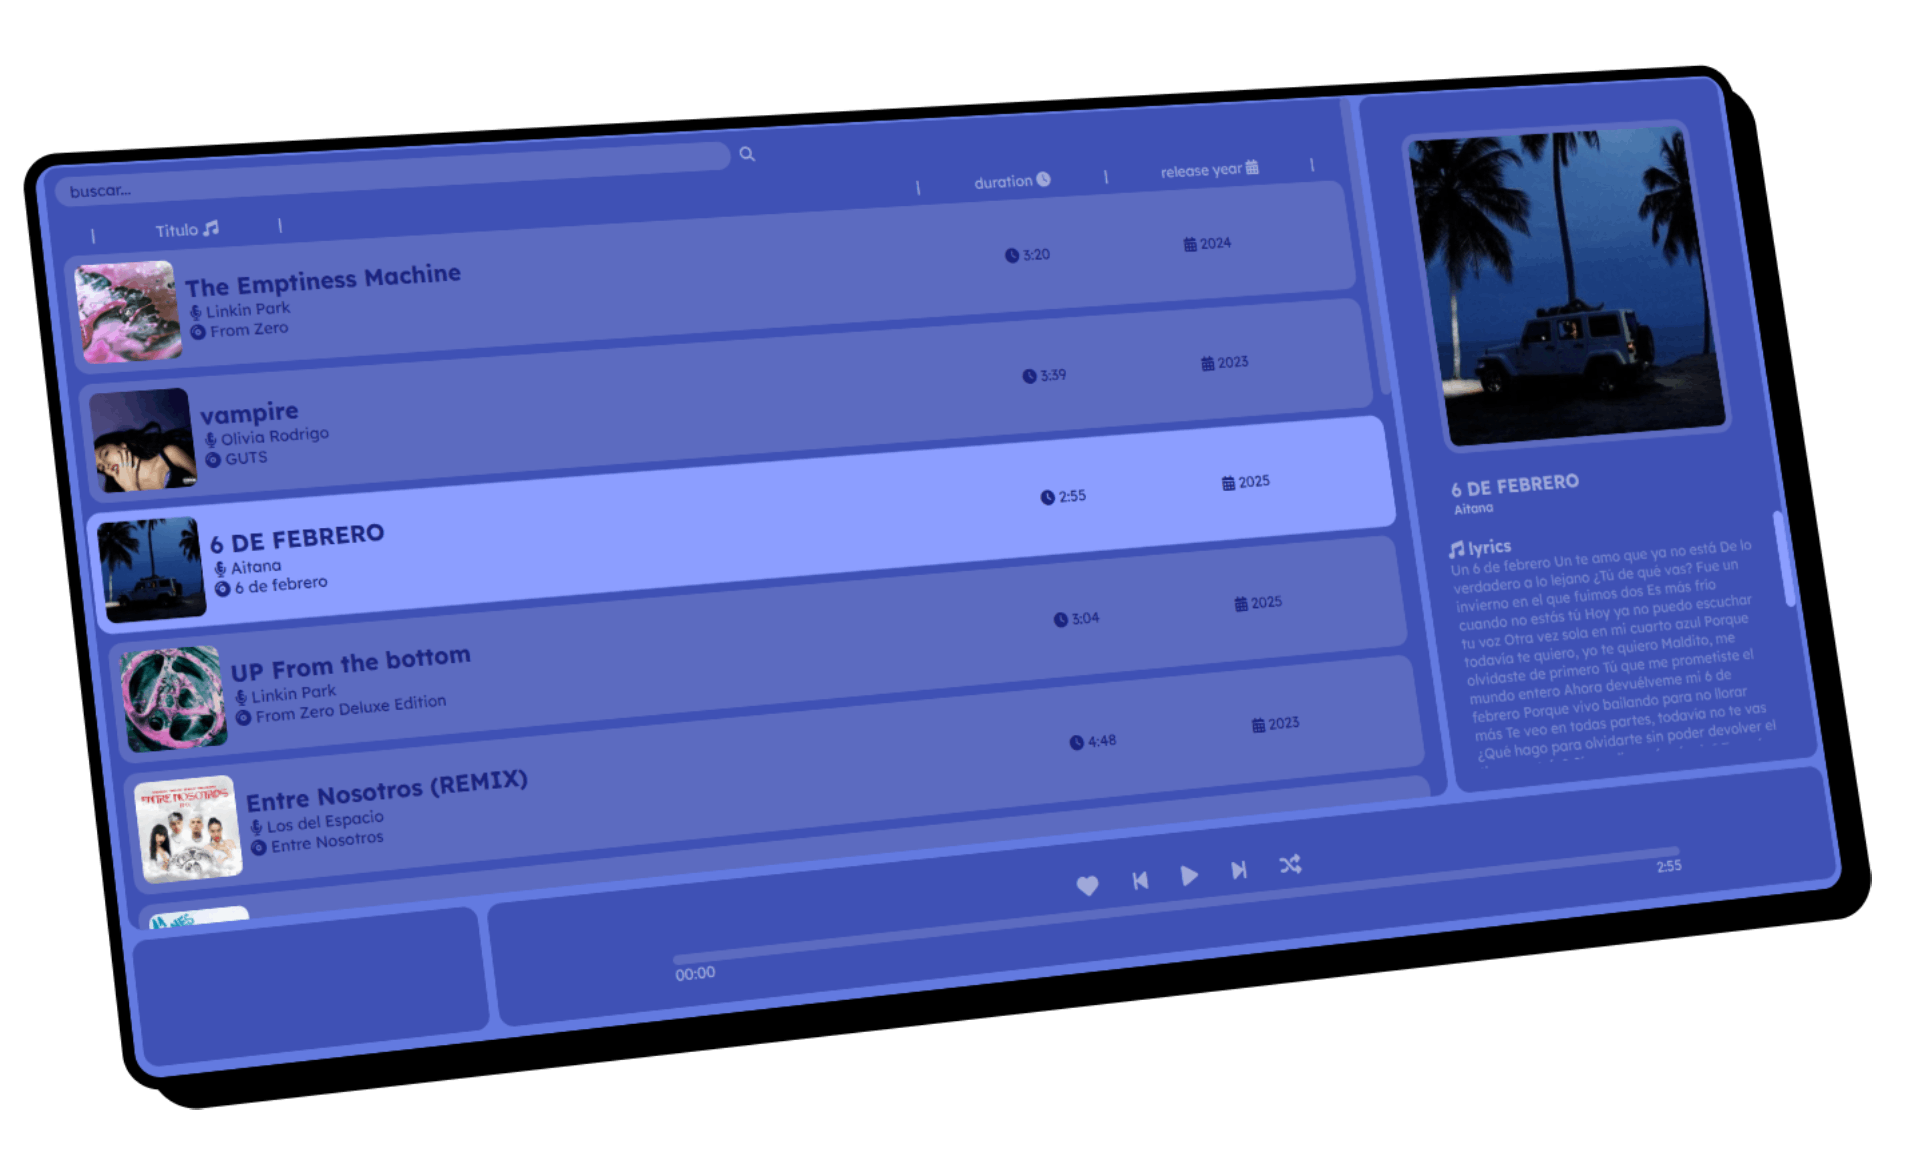 buscar...
Titulo
duration
release year
The Emptiness Machine
Linkin Park
From Zero
3:20
2024
vampire
Olivia Rodrigo
GUTS
3:39
2023
6 DE FEBRERO
Aitana
6 de febrero
2:55
2025
UP From the bottom
Linkin Park
From Zero Deluxe Edition
3:04
2025
Entre Nosotros (REMIX)
Los del Espacio
Entre Nosotros
4:48
2023
ENTRE NOSOTROS
6 DE FEBRERO
Aitana
lyrics
Un 6 de febrero Un te amo que ya no está De lo
verdadero a lo lejano ¿Tú de qué vas? Fue un
invierno en el que fuimos dos Es más frío
cuando no estás tú Hoy ya no puedo escuchar
tu voz Otra vez sola en mi cuarto azul Porque
todavía te quiero, yo te quiero Maldito, me
olvidaste de primero Tú que me prometiste el
mundo entero Ahora devuélveme mi 6 de
febrero Porque vivo bailando para no llorar
más Te veo en todas partes, todavía no te vas
¿Qué hago para olvidarte sin poder devolver el
00:00
2:55